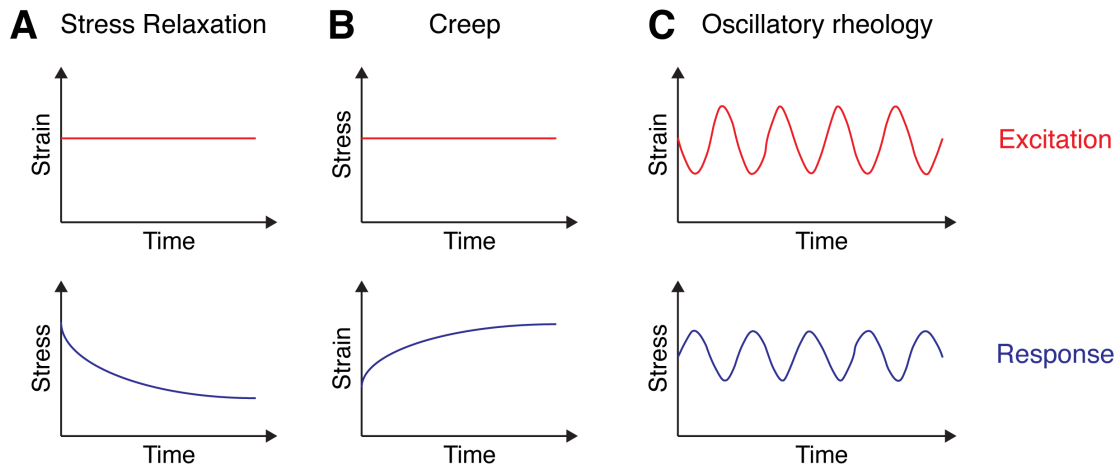 A Stress Relaxation
B Creep
C Oscillatory rheology
Strain
Time
Stress
Time
Strain
Time
Excitation
Stress
Time
Strain
Time
Stress
Time
Response